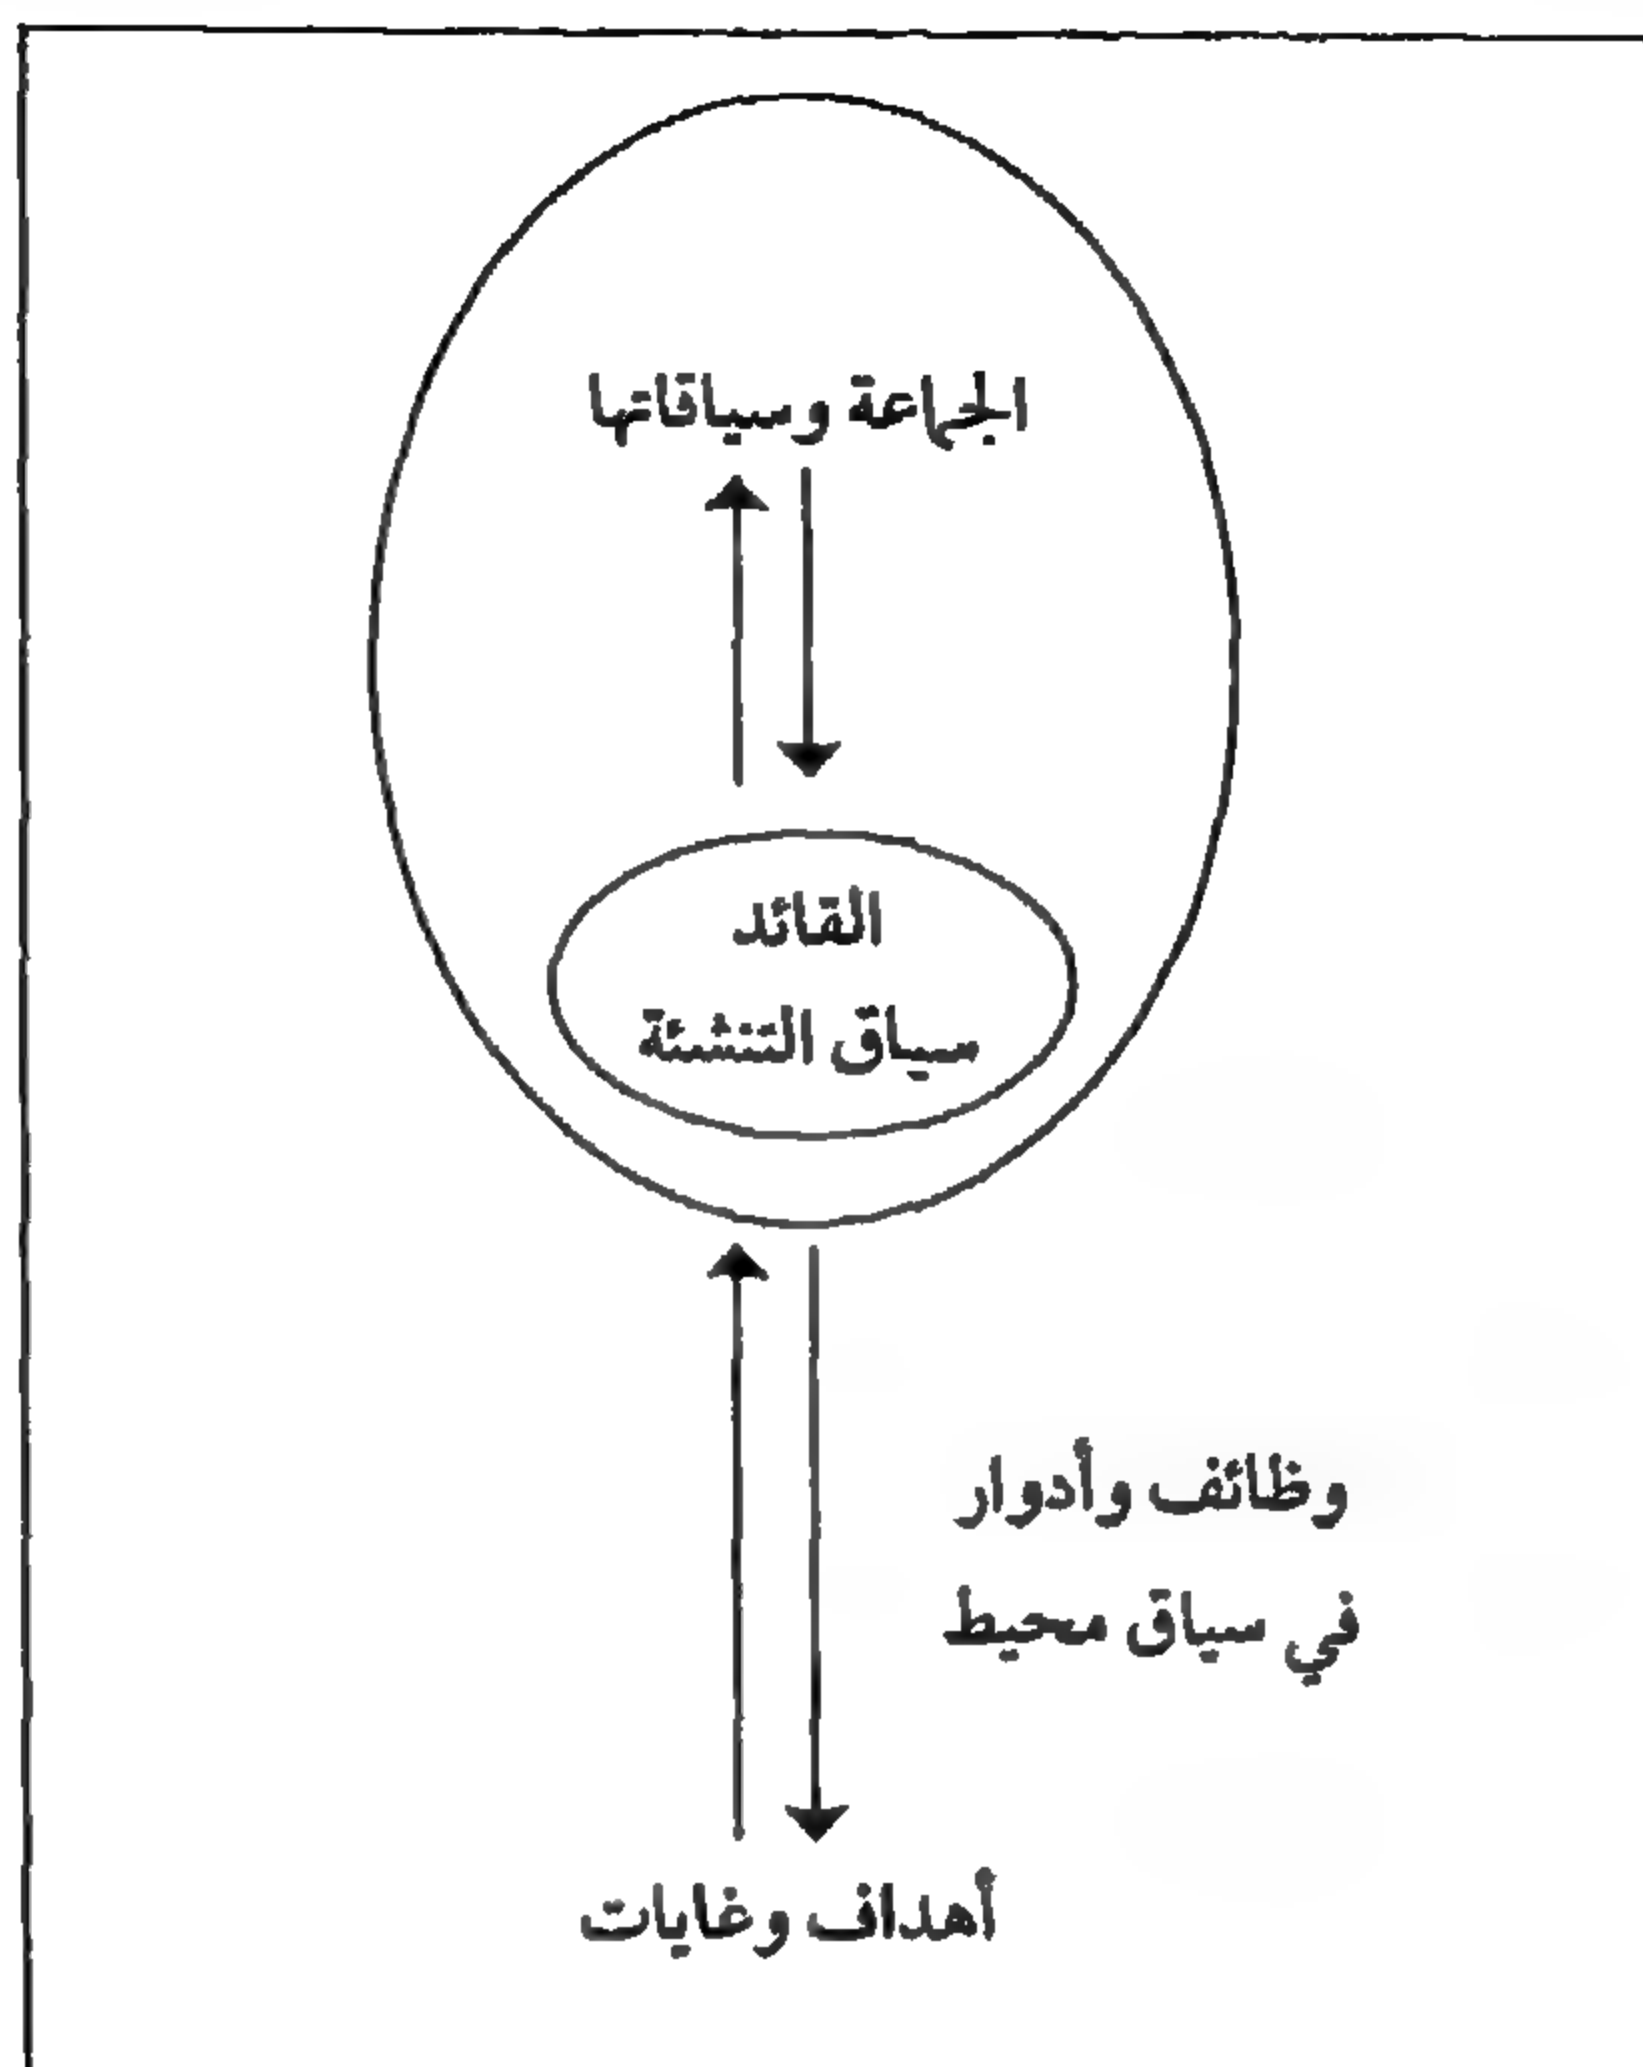 الجماعة وسياقاتها
القائد
سياق التنشئة
وظائف وأدوار
في سياق محيط
أهداف وغايات